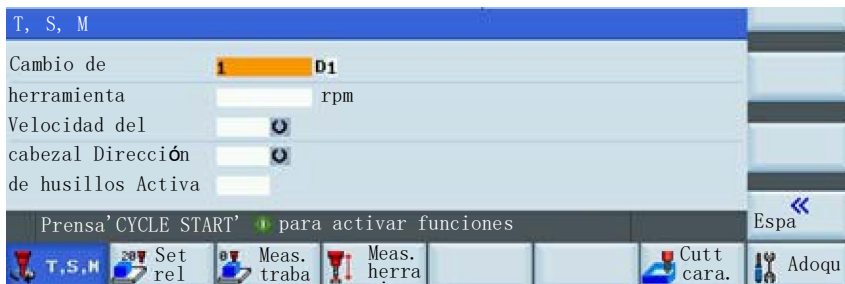 T, S, M
Cambio de 1 D1
herramienta rpm
Velocidad del
cabezal Dirección
de husillos Activa
Prensa'CYCLE START' para activar funciones
Espa
T,S,M Set rel Meas. traba Meas. herra Cutt cara. Adoqu